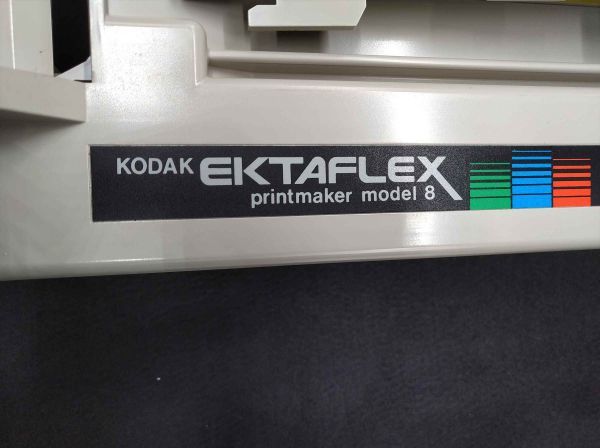 KODAK EKTAFLEX
printmaker model 8